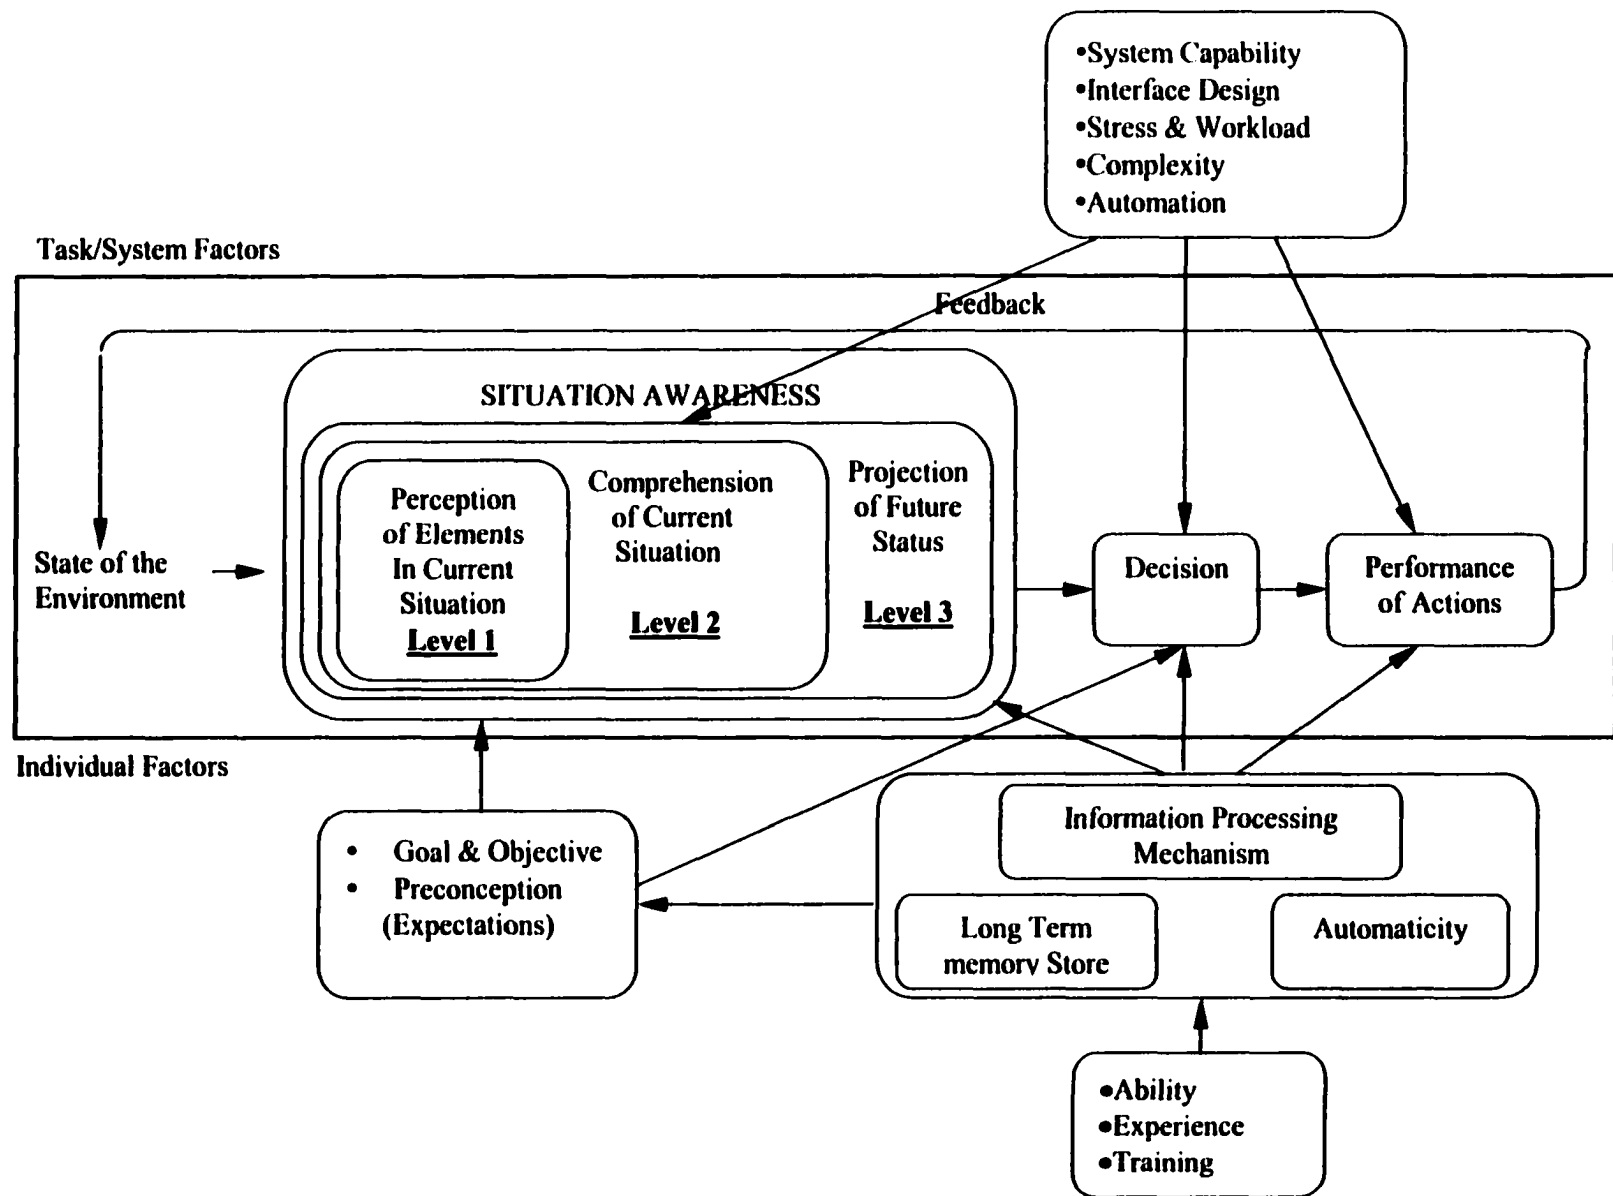 •System Capability
•Interface Design
•Stress & Workload
•Complexity
•Automation
Task/System Factors
Feedback
SITUATION AWARENESS
Perception
of Elements
In Current
Situation
Level 1
Comprehension
of Current
Situation
Level 2
Projection
of Future
Status
Level 3
State of the
Environment
Decision
Performance
of Actions
Individual Factors
• Goal & Objective
• Preconception
(Expectations)
Information Processing
Mechanism
Long Term
memory Store
Automaticity
•Ability
•Experience
•Training